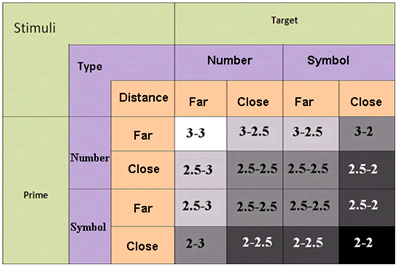 Stimuli
Target
Type
Number Symbol
Distance Far Close Far Close
Prime
Number
Far 3-3 3-2.5 3-2.5 3-2
Close 2.5-3 2.5-2.5 2.5-2.5 2.5-2
Symbol
Far 2.5-3 2.5-2.5 2.5-2.5 2.5-2
Close 2-3 2-2.5 2-2.5 2-2